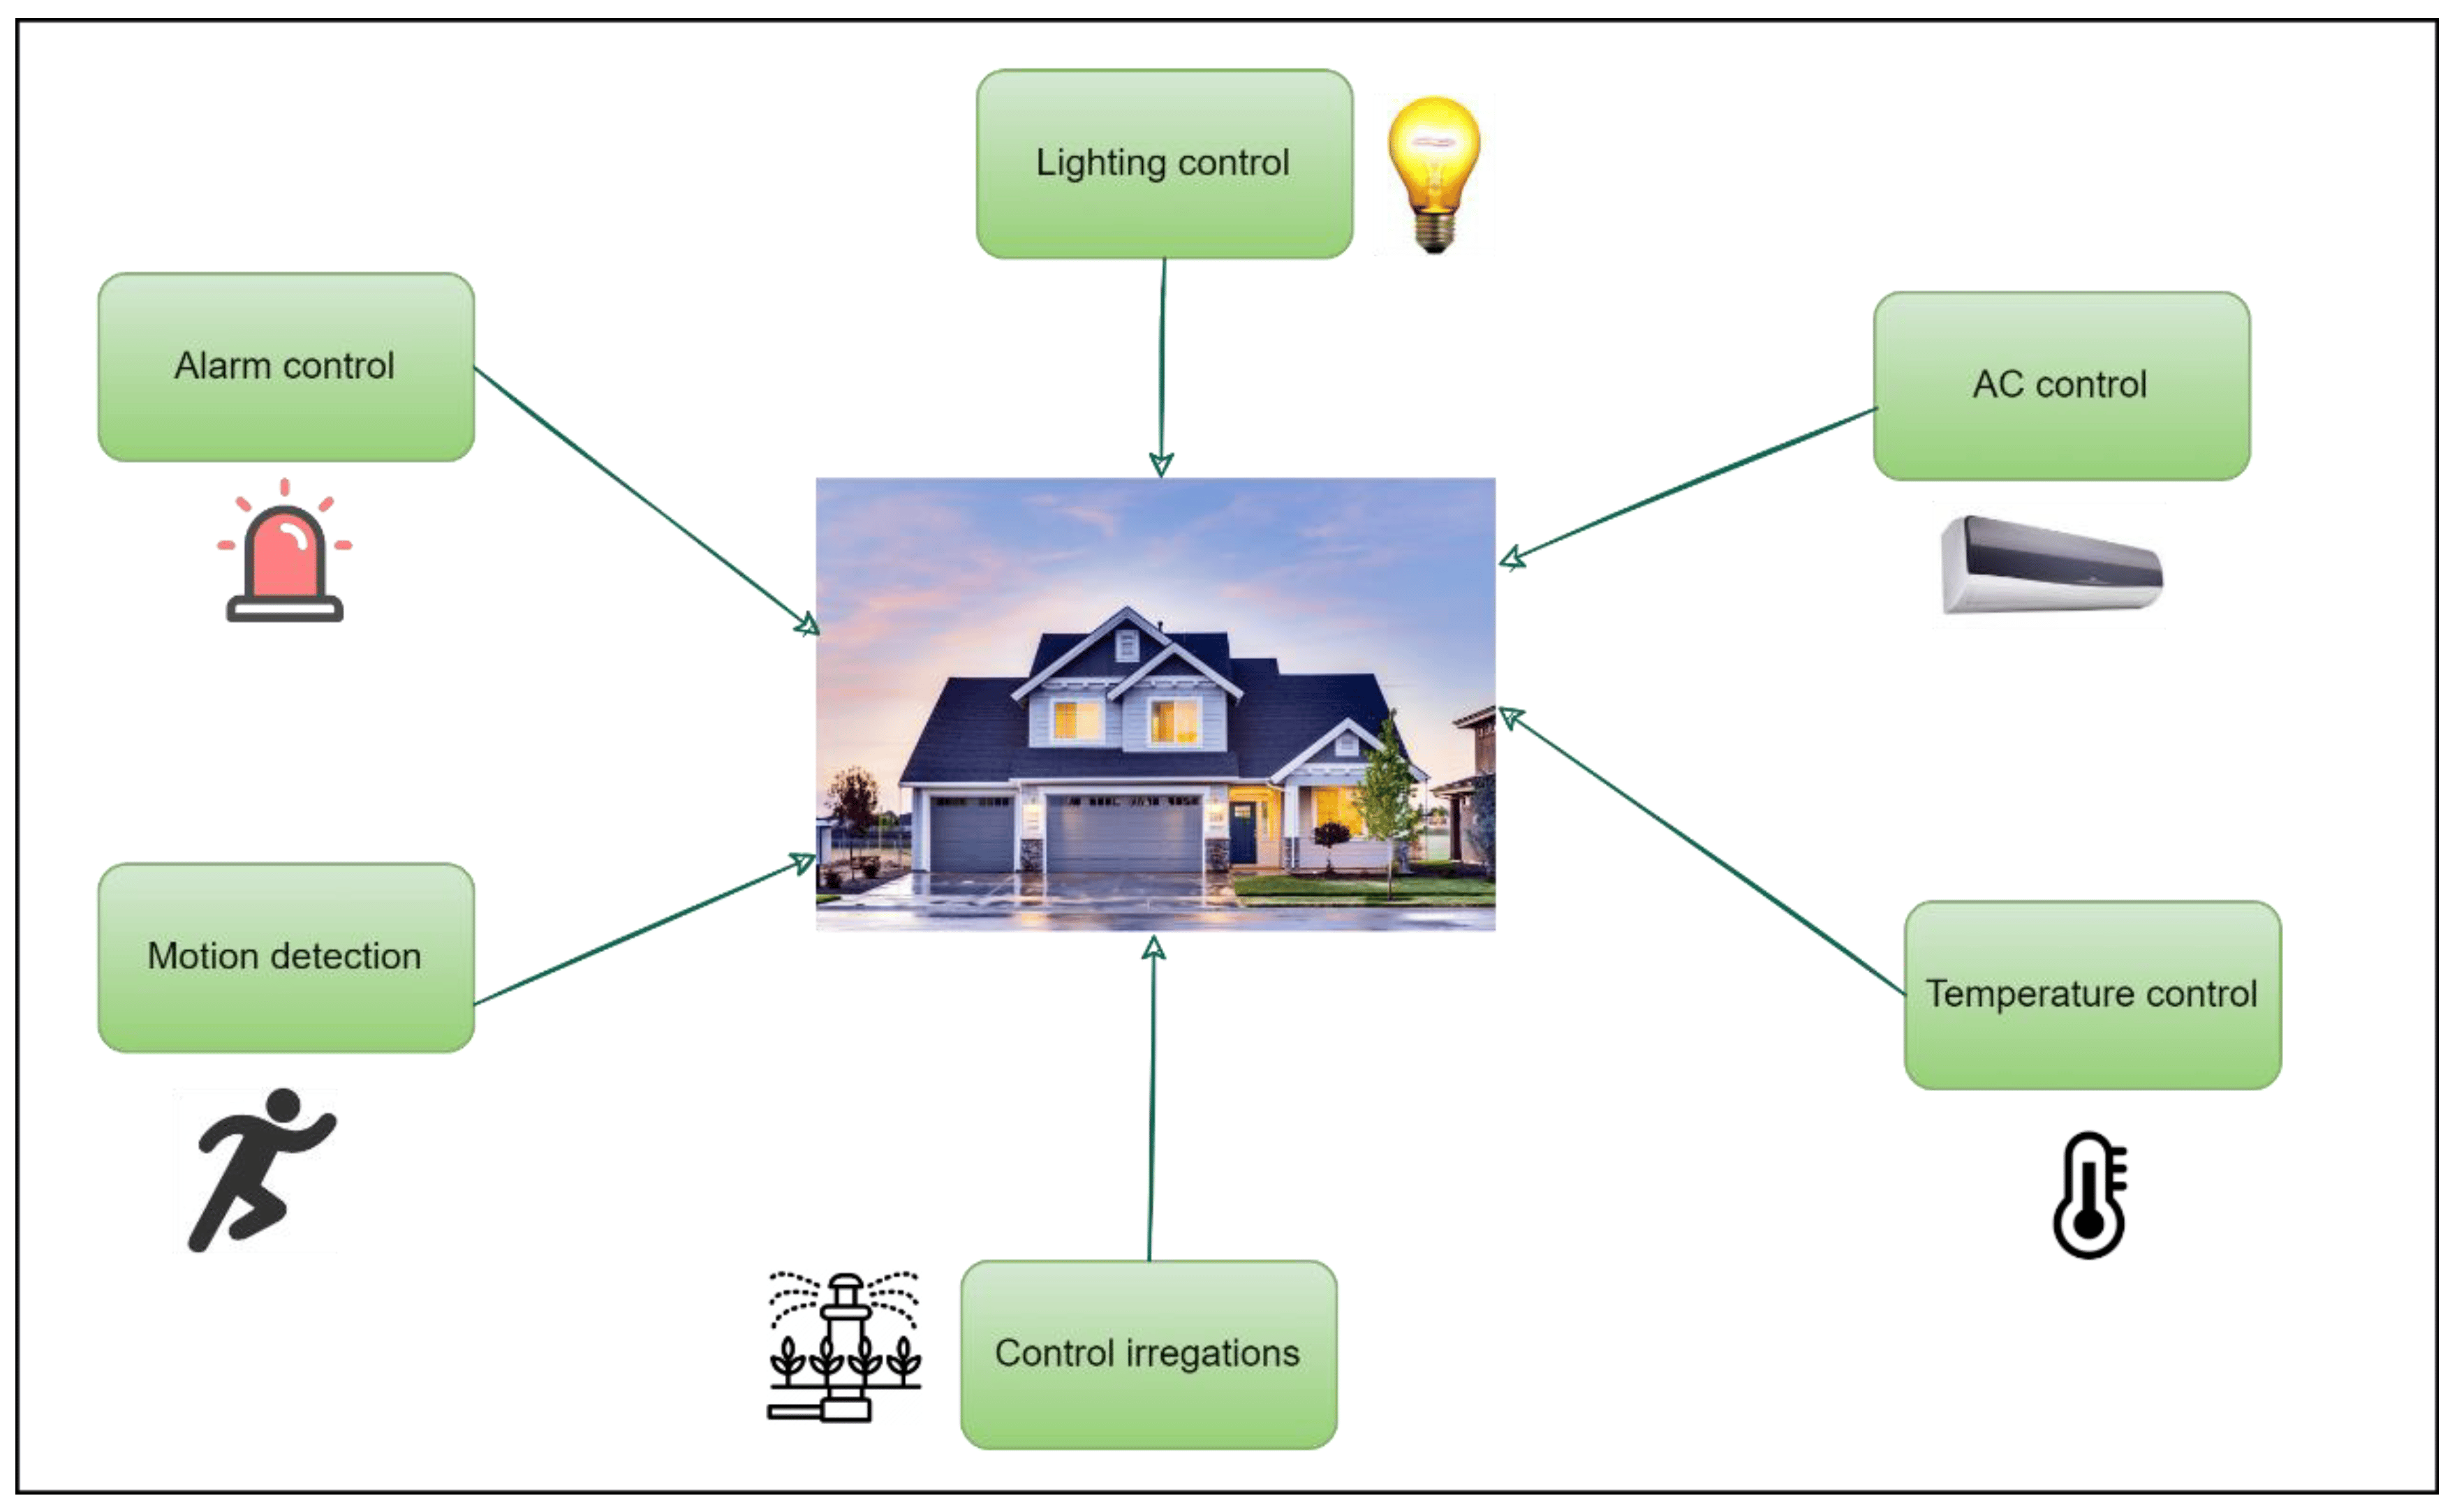 Lighting control
Alarm control
AC control
Motion detection
Temperature control
Control irregations